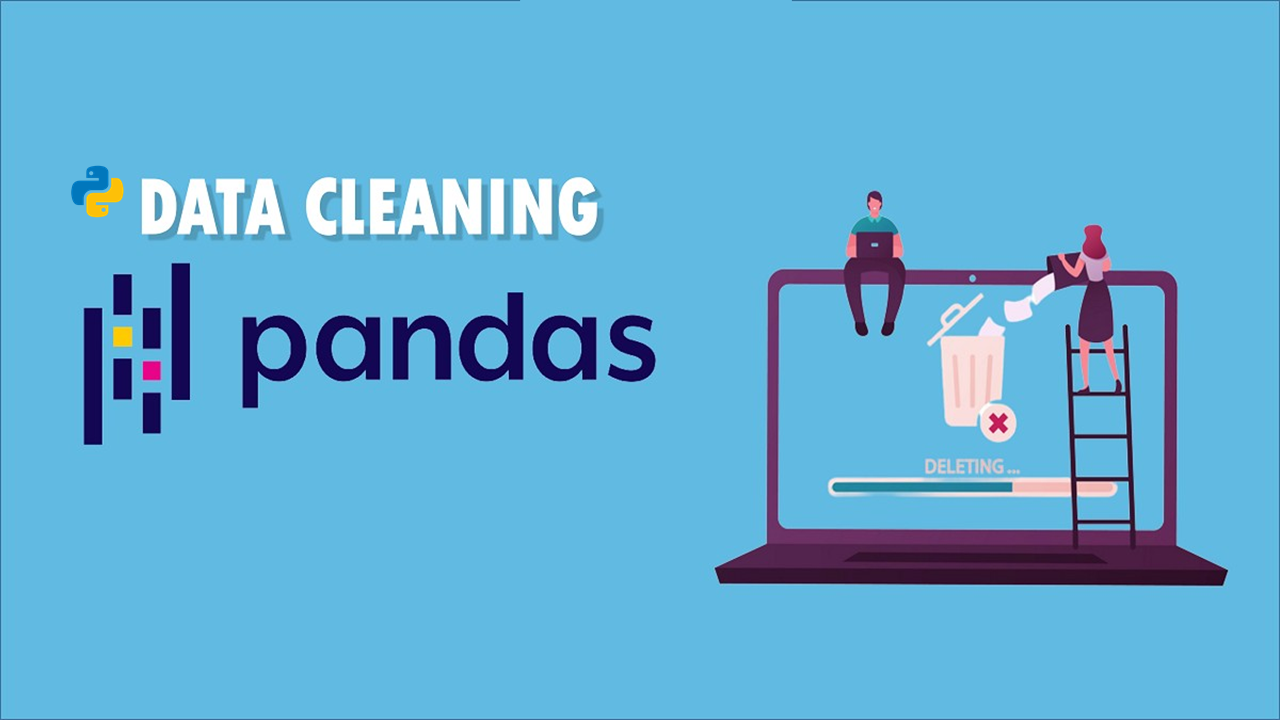 DATA CLEANING
pandas
DELETING ...